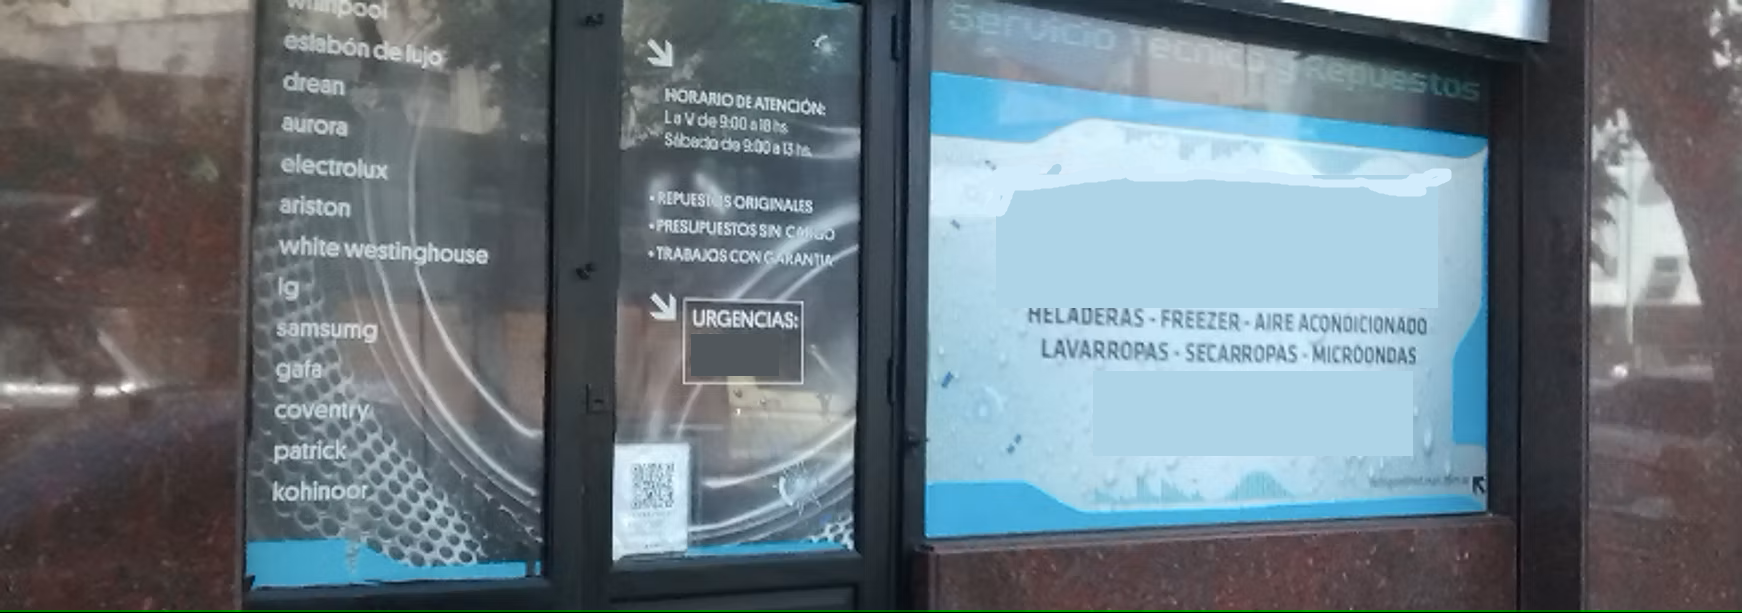 whirlpool
eslabón de lujo
drean
aurora
electrolux
ariston
white westinghouse
lg
samsumg
gafa
coventry
patrick
kohinoor
HORARIO DE ATENCIÓN:
L a V de 9:00 a 18 hs
Sábado de 9:00 a 13 hs.
• REPUESTOS ORIGINALES
• PRESUPUESTOS SIN CARGO
• TRABAJOS CON GARANTIA
URGENCIAS:
Servicio Técnico y Repuestos
HELADERAS - FREEZER - AIRE ACONDICIONADO
LAVARROPAS - SECARROPAS - MICROONDAS